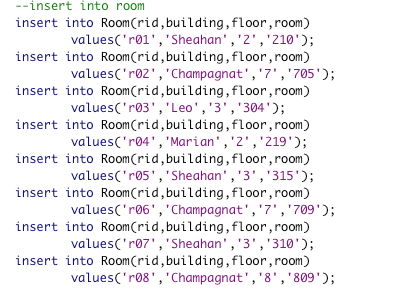 --insert into room
insert into Room(rid,building,floor,room)
values('r01','Sheahan','2','210');
insert into Room(rid,building,floor,room)
values('r02','Champagnat','7','705');
insert into Room(rid,building,floor,room)
values('r03','Leo','3','304');
insert into Room(rid,building,floor,room)
values('r04','Marian','2','219');
insert into Room(rid,building,floor,room)
values('r05','Sheahan','3','315');
insert into Room(rid,building,floor,room)
values('r06','Champagnat','7','709');
insert into Room(rid,building,floor,room)
values('r07','Sheahan','3','310');
insert into Room(rid,building,floor,room)
values('r08','Champagnat','8','809');